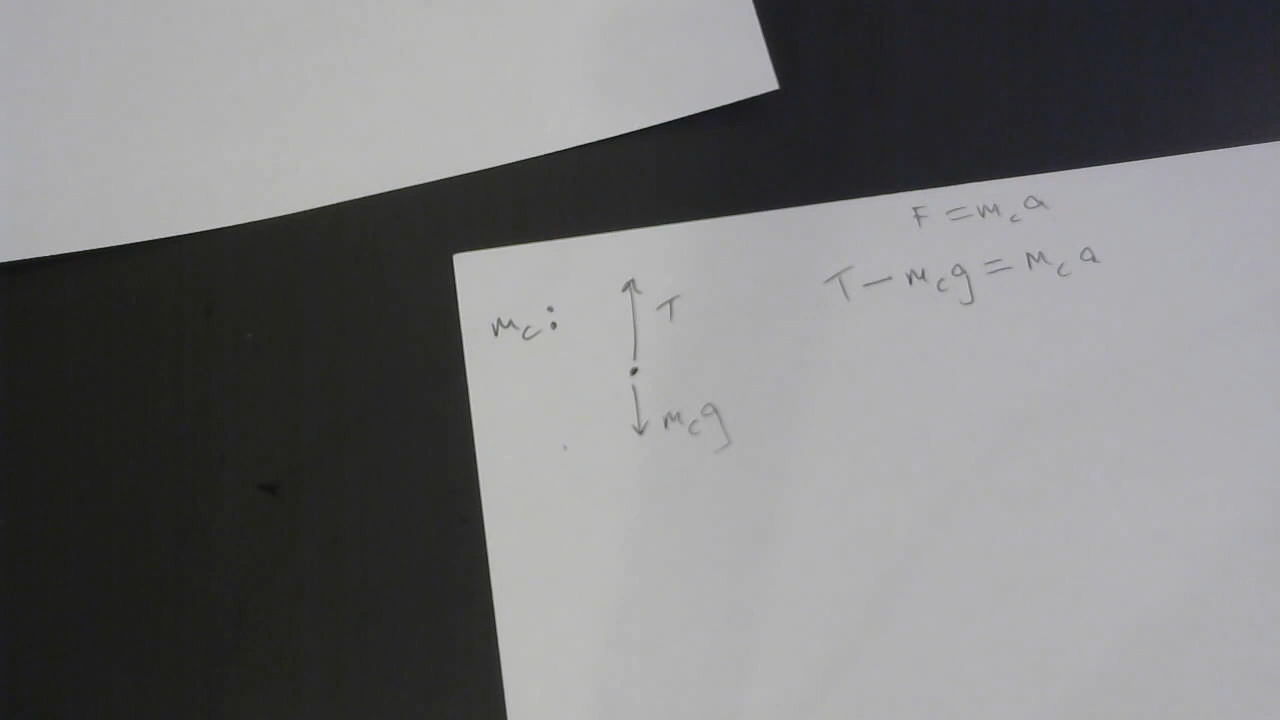 F = m_c a
T - m_c g = m_c a
m_c :
T
m_c g